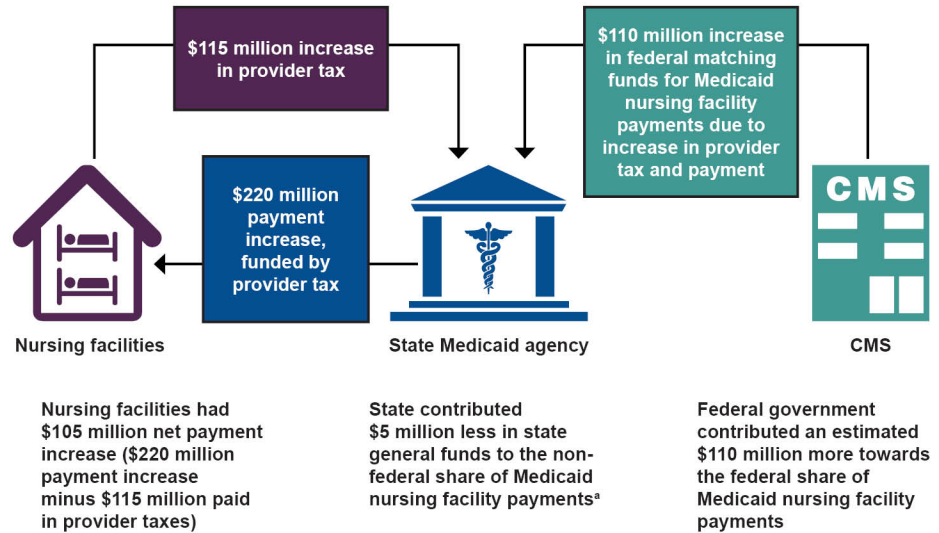 $115 million increase
in provider tax
$110 million increase
in federal matching
funds for Medicaid
nursing facility
payments due to
increase in provider
tax and payment
$220 million
payment
increase,
funded by
provider tax
CMS
Nursing facilities
State Medicaid agency
CMS
Nursing facilities had
$105 million net payment
increase ($220 million
payment increase
minus $115 million paid
in provider taxes)
State contributed
$5 million less in state
general funds to the non-
federal share of Medicaid
nursing facility paymentsᵃ
Federal government
contributed an estimated
$110 million more towards
the federal share of
Medicaid nursing facility
payments